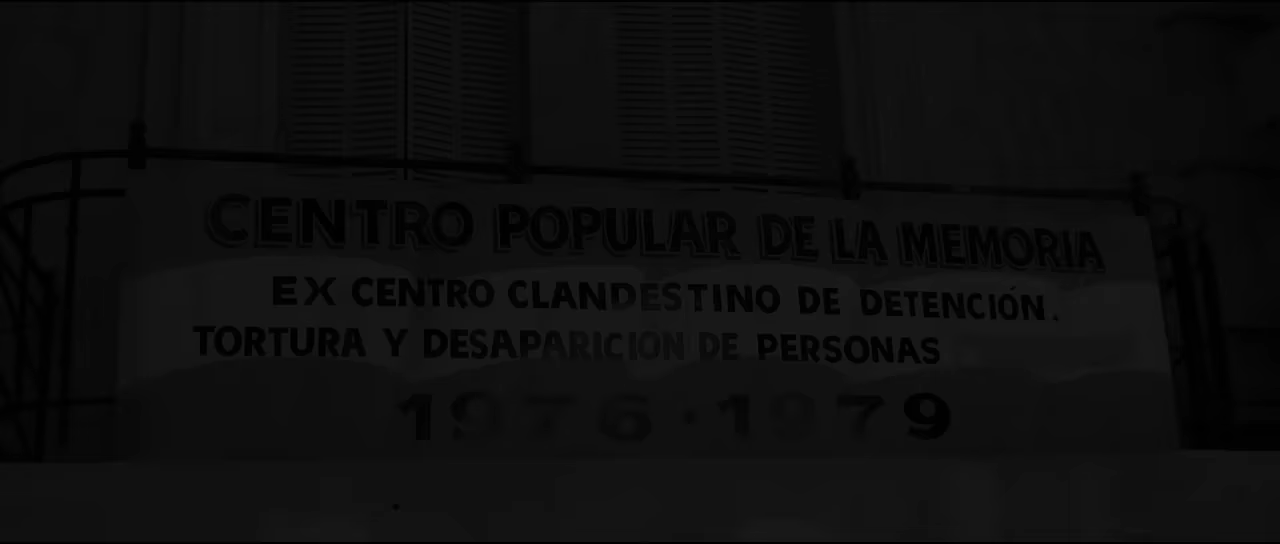 CENTRO POPULAR DE LA MEMORIA
EX CENTRO CLANDESTINO DE DETENCIÓN.
TORTURA Y DESAPARICION DE PERSONAS
1976·1979